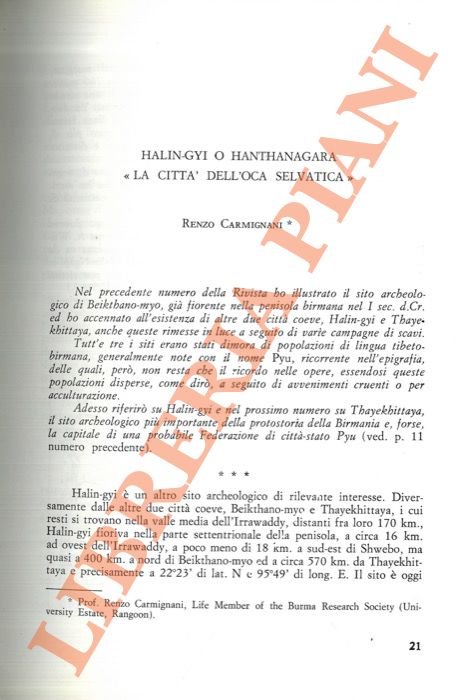 HALIN-GYI O HANTHANAGARA
« LA CITTA' DELL'OCA SELVATICA »
RENZO CARMIGNANI *
Nel precedente numero della Rivista ho illustrato il sito archeolo-
gico di Beikthano-myo, già fiorente nella penisola birmana nel I sec. d.Cr.
ed ho accennato all'esistenza di altre due città coeve, Halin-gyi e Thaye-
khittaya, anche queste rimesse in luce a seguito di varie campagne di scavi.
Tutt'e tre i siti erano stati dimora di popolazioni di lingua tibeto-
birmana, generalmente note con il nome Pyu, ricorrente nell'epigrafia,
delle quali, però, non resta che il ricordo nelle opere, essendosi queste
popolazioni disperse, come dirò, a seguito di avvenimenti cruenti o per
acculturazione.
Adesso riferirò su Halin-gyi e nel prossimo numero su Thayekhittaya,
il sito archeologico più importante della protostoria della Birmania e, forse,
la capitale di una probabile Federazione di città-stato Pyu (ved. p. 11
numero precedente).
* * *
Halin-gyi è un altro sito archeologico di rilevante interesse. Diver-
samente dalle altre due città coeve, Beikthano-myo e Thayekhittaya, i cui
resti si trovano nella valle media dell'Irrawaddy, distanti fra loro 170 km.,
Halin-gyi fioriva nella parte settentrionale della penisola, a circa 16 km.
ad ovest dell'Irrawaddy, a poco meno di 18 km. a sud-est di Shwebo, ma
quasi a 400 km. a nord di Beikthano-myo ed a circa 570 km. da Thayekhit-
taya e precisamente a 22°23' di lat. N e 95°49' di long. E. Il sito è oggi
* Prof. Renzo Carmignani, Life Member of the Burma Research Society (Uni-
versity Estate, Rangoon).
21
LIBRERIA PIANI